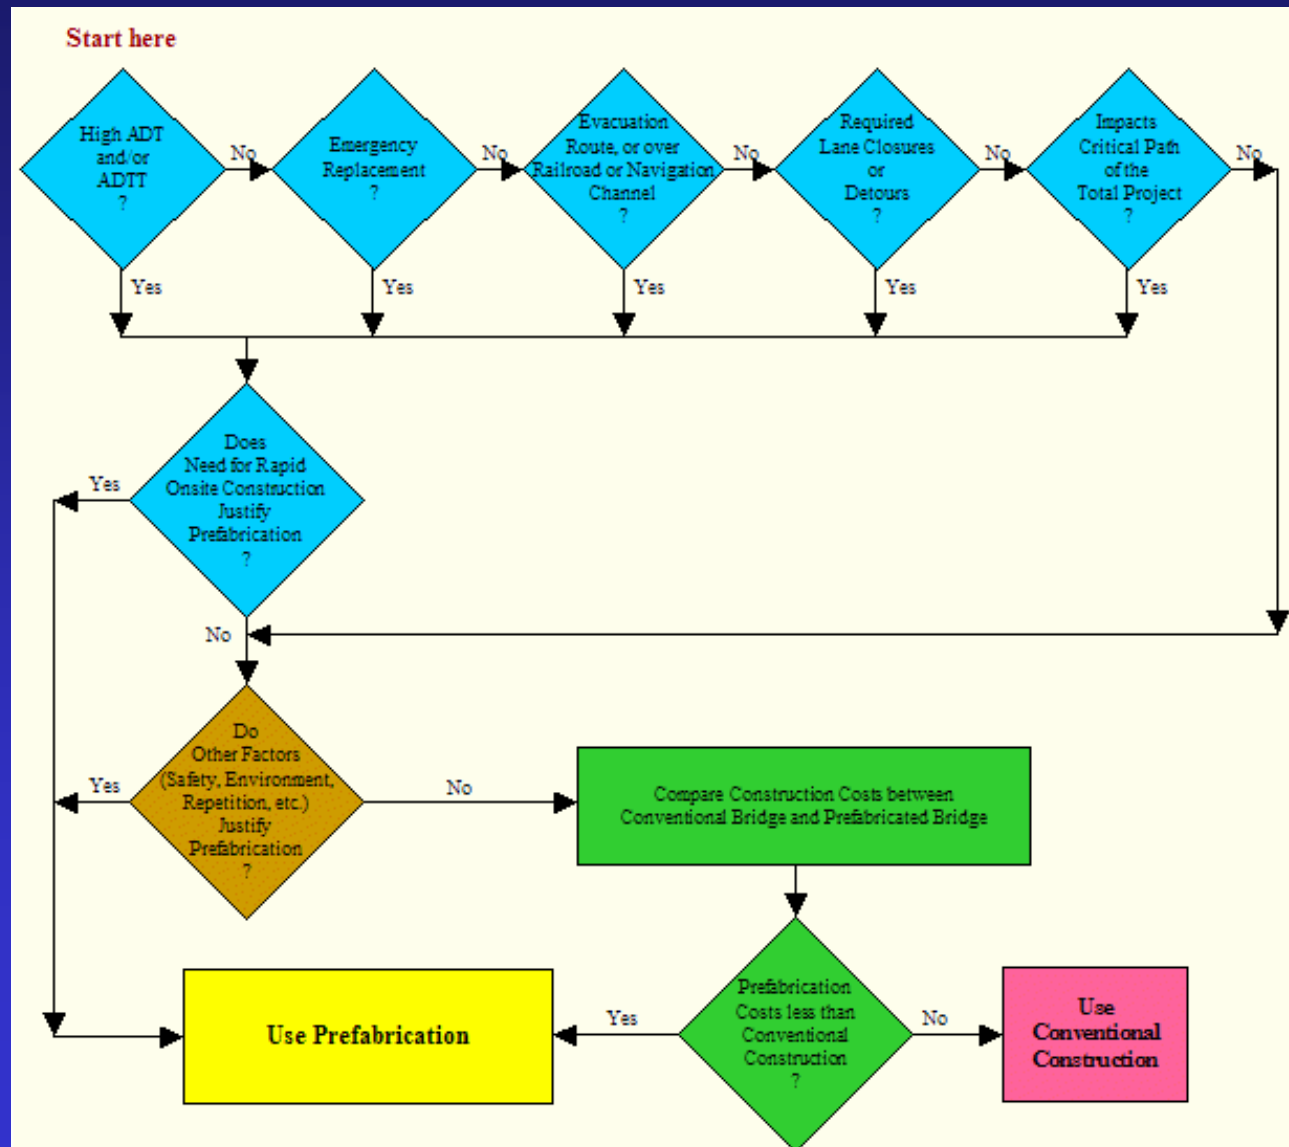 Start here
High ADT
and/or
ADTT
?
No
Emergency
Replacement
?
No
Evacuation
Route, or over
Railroad or Navigation
Channel
?
No
Required
Lane Closures
or
Detours
?
No
Impacts
Critical Path
of the
Total Project
?
No
Yes
Yes
Yes
Yes
Yes
Does
Need for Rapid
Onsite Construction
Justify
Prefabrication
?
Yes
No
Do
Other Factors
(Safety, Environment,
Repetition, etc.)
Justify
Prefabrication
?
Yes
No
Compare Construction Costs between
Conventional Bridge and Prefabricated Bridge
Prefabrication
Costs less than
Conventional
Construction
?
Yes
No
Use Prefabrication
Use
Conventional
Construction